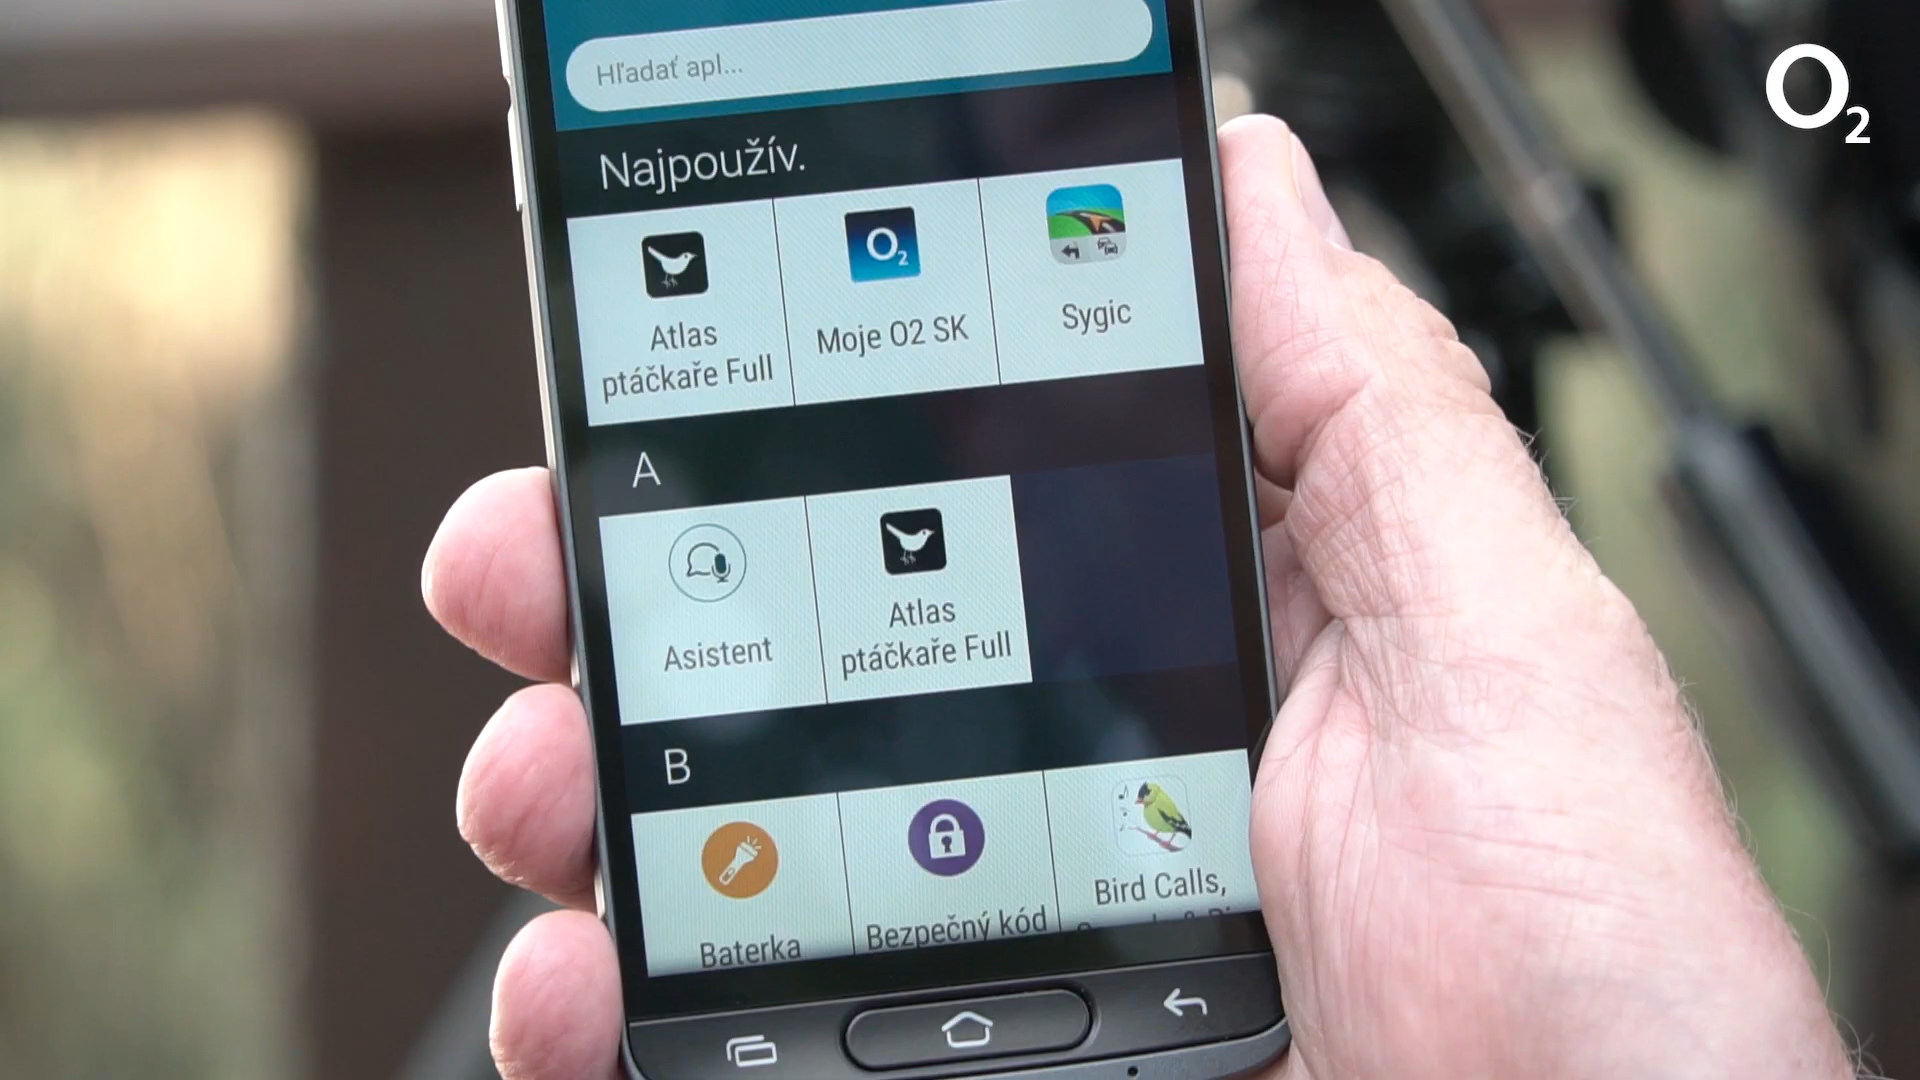 O2
Hľadať apl...
Najpoužív.
Atlas
ptáčkaře Full
O2
Moje O2 SK
Sygic
A
Asistent
Atlas
ptáčkaře Full
B
Baterka
Bezpečný kód
Bird Calls,